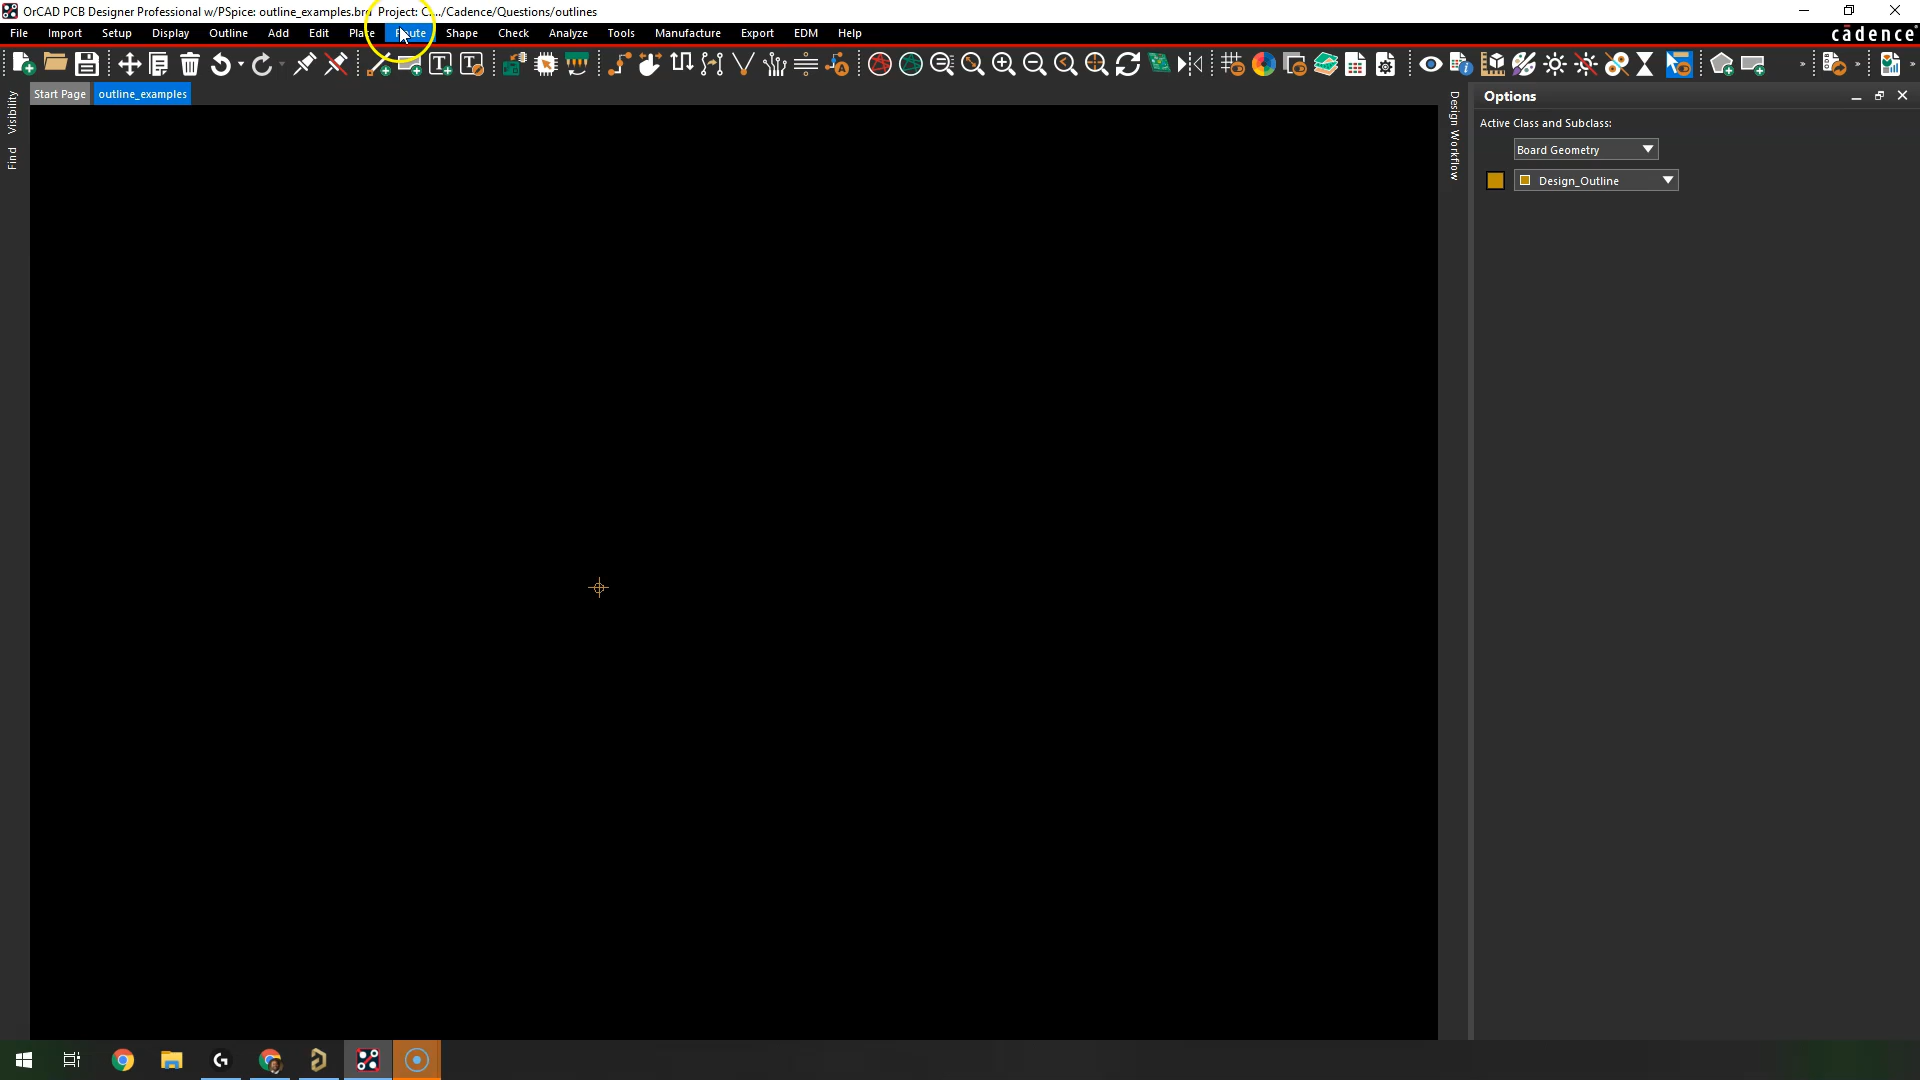 OrCAD PCB Designer Professional w/PSpice: outline_examples.brd Project: C:.../Cadence/Questions/outlines
File Import Setup Display Outline Add Edit Place Route Shape Check Analyze Tools Manufacture Export EDM Help
cādence
Start Page outline_examples
Visibility
Find
Design Workflow
Options
Active Class and Subclass:
Board Geometry
Design_Outline